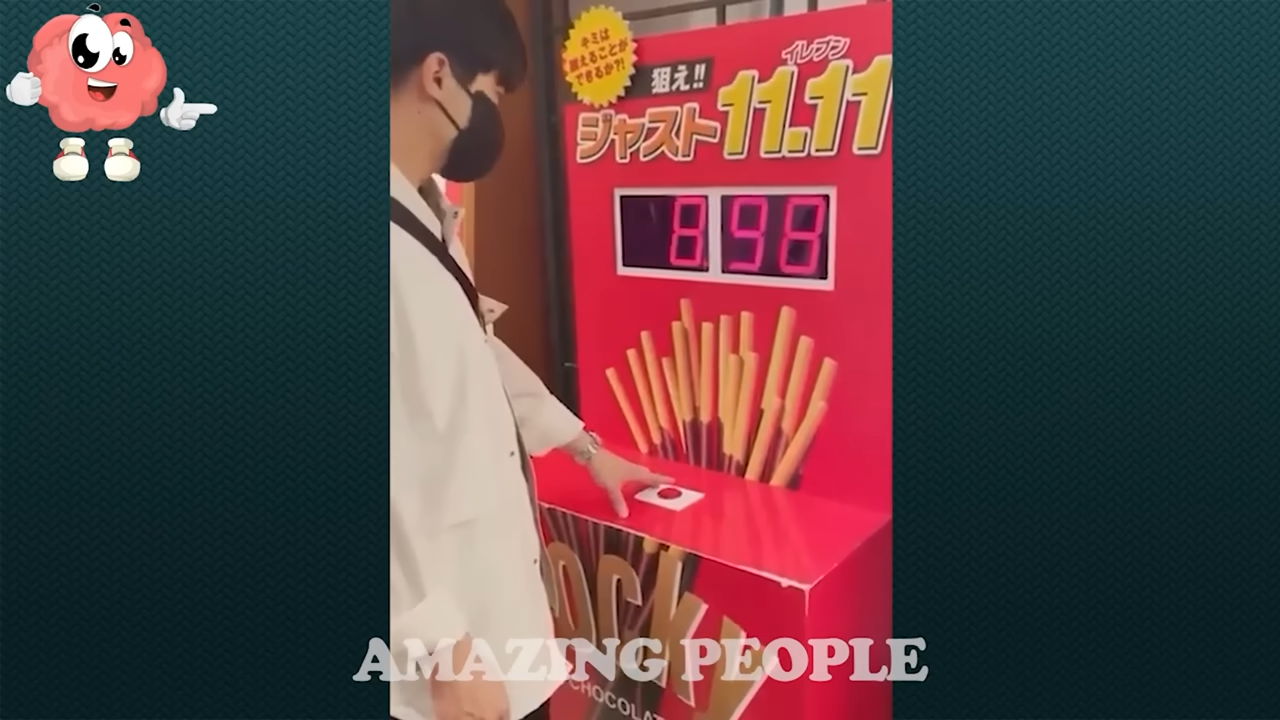 キミは
狙えることが
できるか?!
狙え!!
イレブン
ジャスト11.11
8 98
POCKY
CHOCOLAT
AMAZING PEOPLE